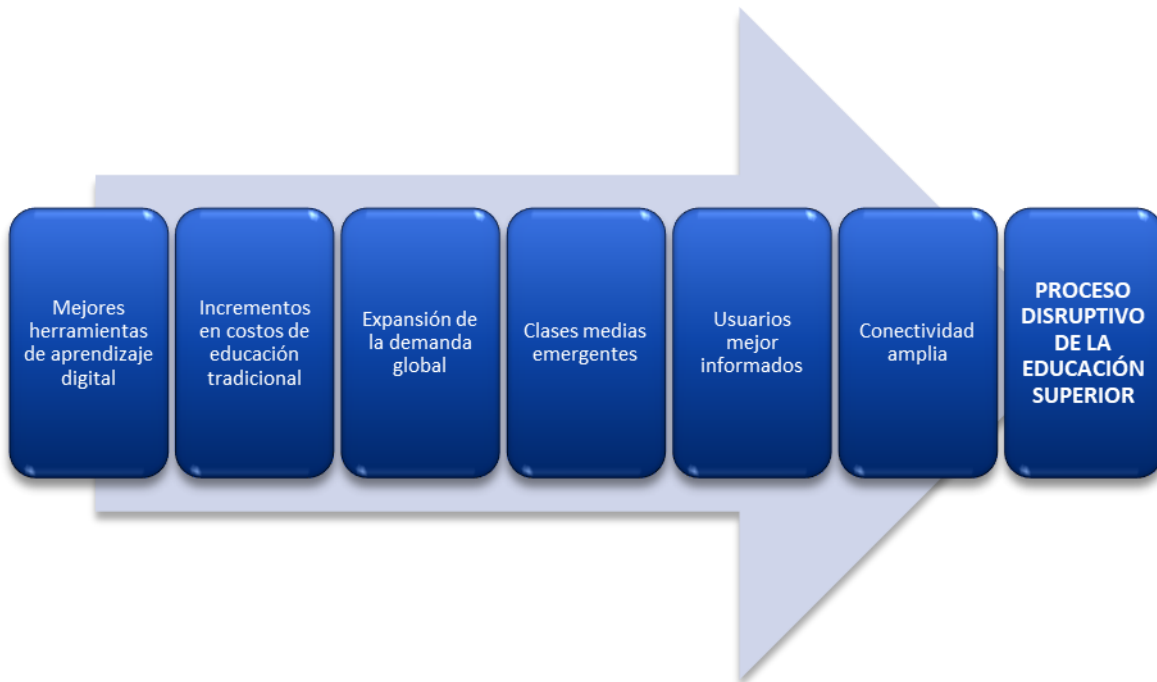 Mejores
herramientas
de aprendizaje
digital
Incrementos
en costos de
educación
tradicional
Expansión de
la demanda
global
Clases medias
emergentes
Usuarios
mejor
informados
Conectividad
amplia
PROCESO
DISRUPTIVO
DE LA
EDUCACIÓN
SUPERIOR